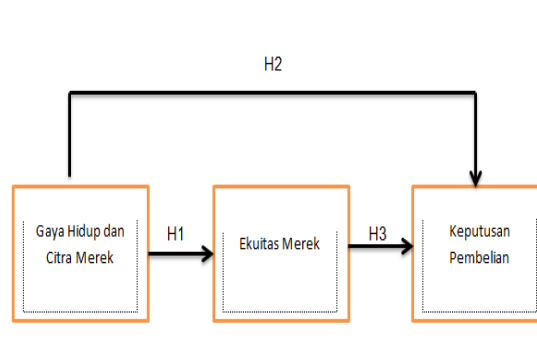 H2
Gaya Hidup dan
Citra Merek
H1
Ekuitas Merek
H3
Keputusan
Pembelian